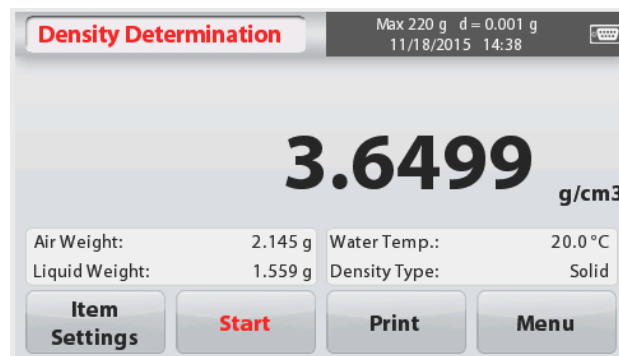 Density Determination
Max 220 g d = 0.001 g
11/18/2015 14:38
3.6499
g/cm3
Air Weight: 2.145 g
Liquid Weight: 1.559 g
Water Temp.: 20.0 °C
Density Type: Solid
Item Settings
Start
Print
Menu